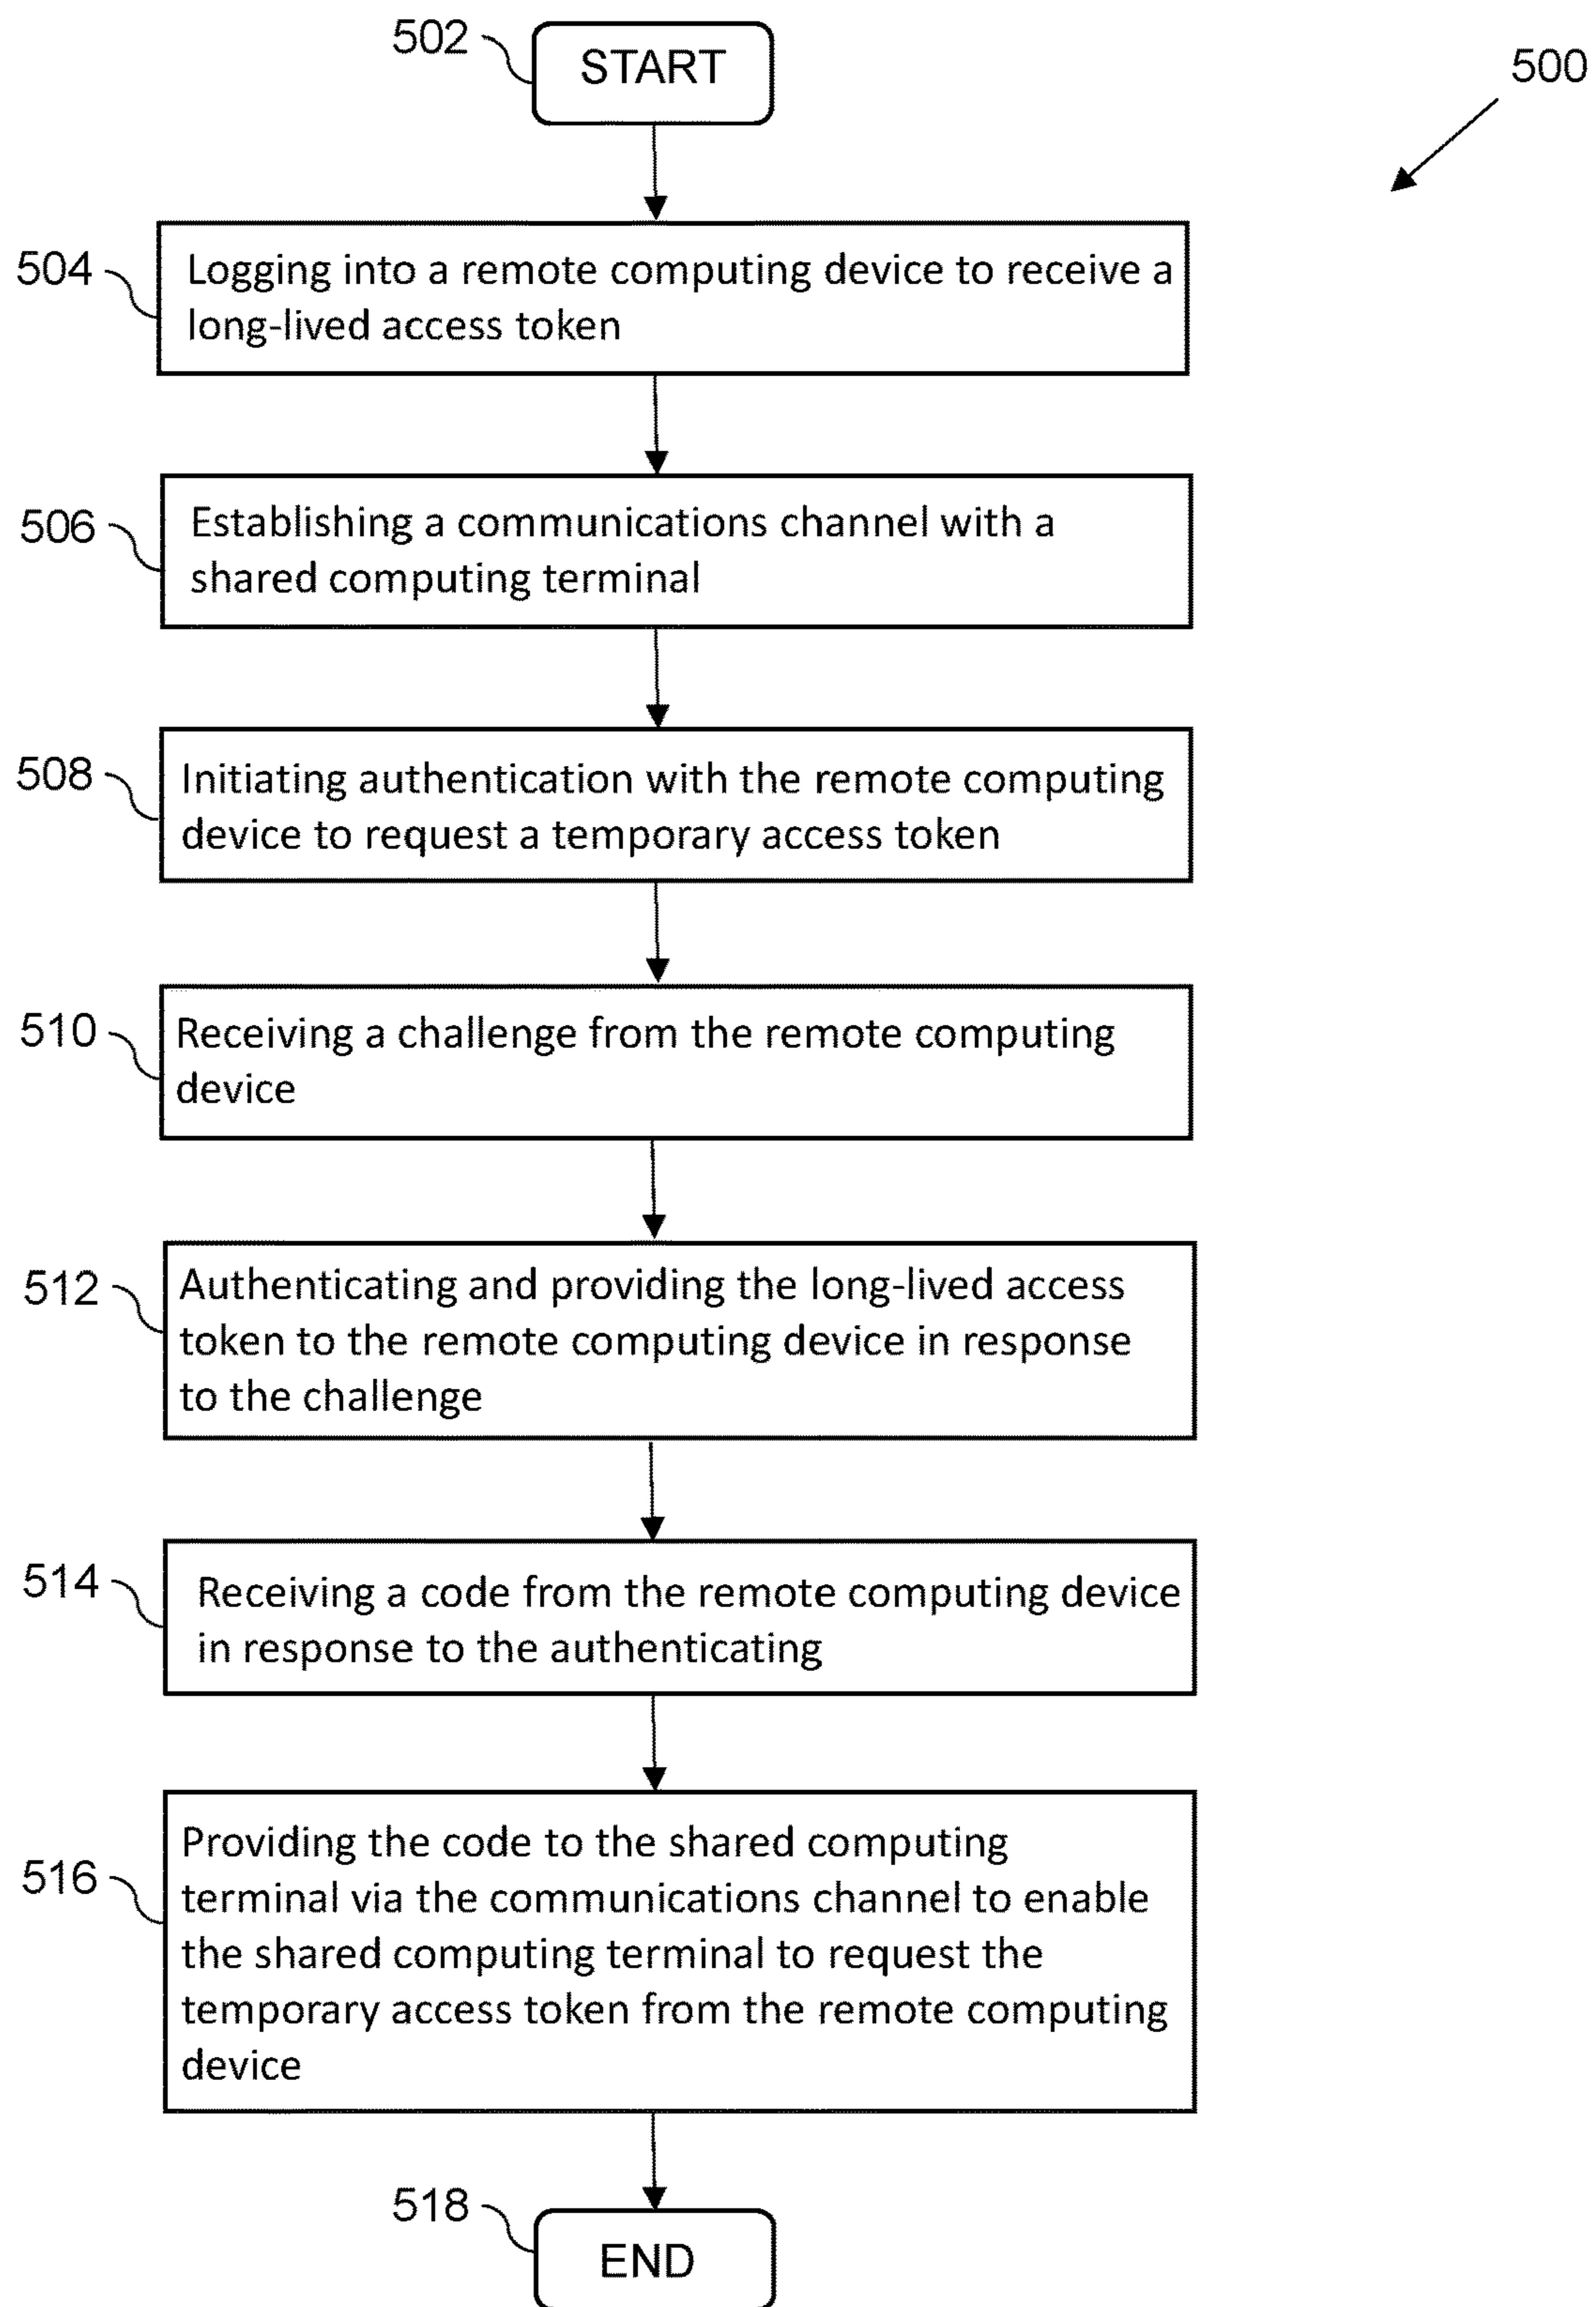 502
START
500
504
Logging into a remote computing device to receive a
long-lived access token
506
Establishing a communications channel with a
shared computing terminal
508
Initiating authentication with the remote computing
device to request a temporary access token
510
Receiving a challenge from the remote computing
device
512
Authenticating and providing the long-lived access
token to the remote computing device in response
to the challenge
514
Receiving a code from the remote computing device
in response to the authenticating
516
Providing the code to the shared computing
terminal via the communications channel to enable
the shared computing terminal to request the
temporary access token from the remote computing
device
518
END